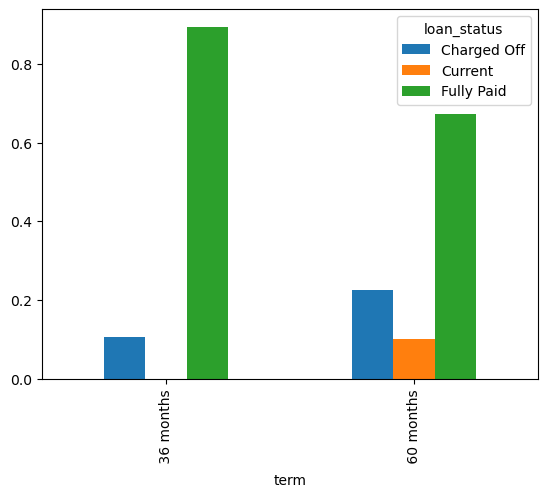 loan_status
Charged Off
Current
Fully Paid
0.8
0.6
0.4
0.2
0.0
36 months
60 months
term